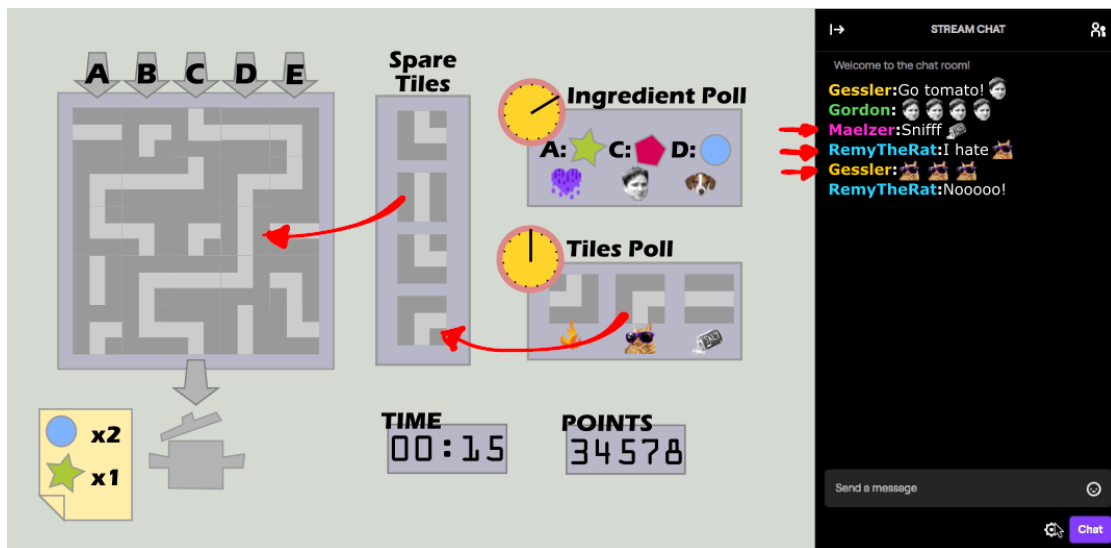 A B C D E
Spare
Tiles
Ingredient Poll
A: C: D:
Tiles Poll
x2
x1
TIME
00:15
POINTS
34578
STREAM CHAT
Welcome to the chat room!
Gessler:Go tomato!
Gordon:
Maelzer:Snifff
RemyTheRat:I hate
Gessler:
RemyTheRat:Nooooo!
Send a message
Chat